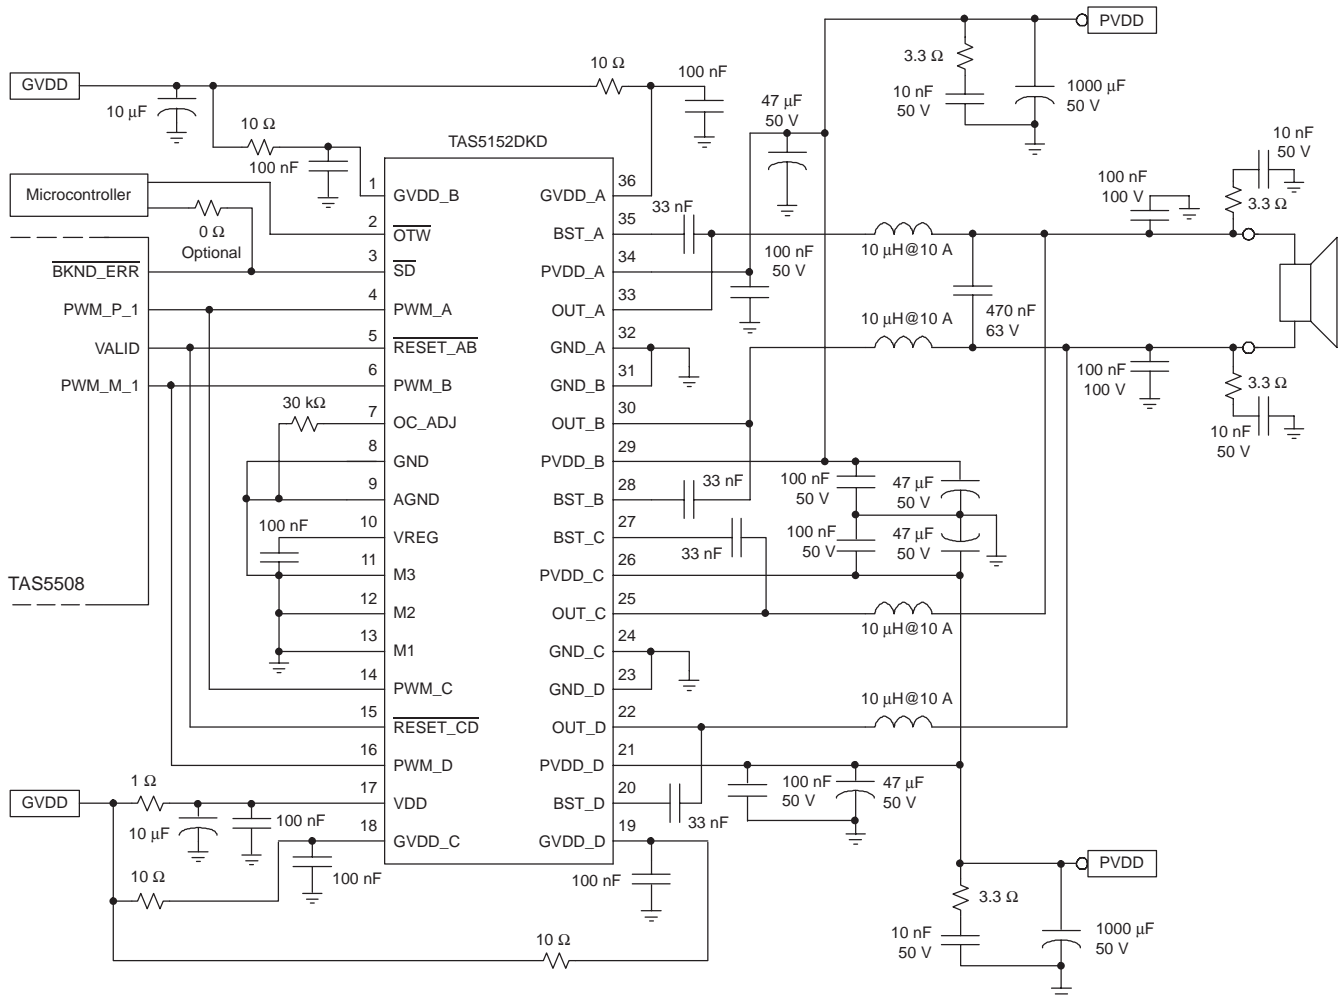 PVDD
3.3 Ω
10 nF
50 V
1000 µF
50 V
GVDD
10 µF
10 Ω
100 nF
10 Ω
100 nF
47 µF
50 V
TAS5152DKD
Microcontroller
0 Ω
Optional
BKND_ERR
PWM_P_1
VALID
PWM_M_1
TAS5508
30 kΩ
100 nF
1
GVDD_B
2
OTW
3
SD
4
PWM_A
5
RESET_AB
6
PWM_B
7
OC_ADJ
8
GND
9
AGND
10
VREG
11
M3
12
M2
13
M1
14
PWM_C
15
RESET_CD
16
PWM_D
17
VDD
18
GVDD_C
36
GVDD_A
35
BST_A
34
PVDD_A
33
OUT_A
32
GND_A
31
GND_B
30
OUT_B
29
PVDD_B
28
BST_B
27
BST_C
26
PVDD_C
25
OUT_C
24
GND_C
23
GND_D
22
OUT_D
21
PVDD_D
20
BST_D
19
GVDD_D
33 nF
100 nF
50 V
10 µH@10 A
10 µH@10 A
470 nF
63 V
100 nF
100 V
10 nF
50 V
3.3 Ω
100 nF
100 V
3.3 Ω
10 nF
50 V
33 nF
33 nF
100 nF
50 V
47 µF
50 V
100 nF
50 V
47 µF
50 V
10 µH@10 A
10 µH@10 A
100 nF
50 V
47 µF
50 V
33 nF
GVDD
1 Ω
10 µF
100 nF
10 Ω
100 nF
100 nF
10 Ω
PVDD
3.3 Ω
10 nF
50 V
1000 µF
50 V